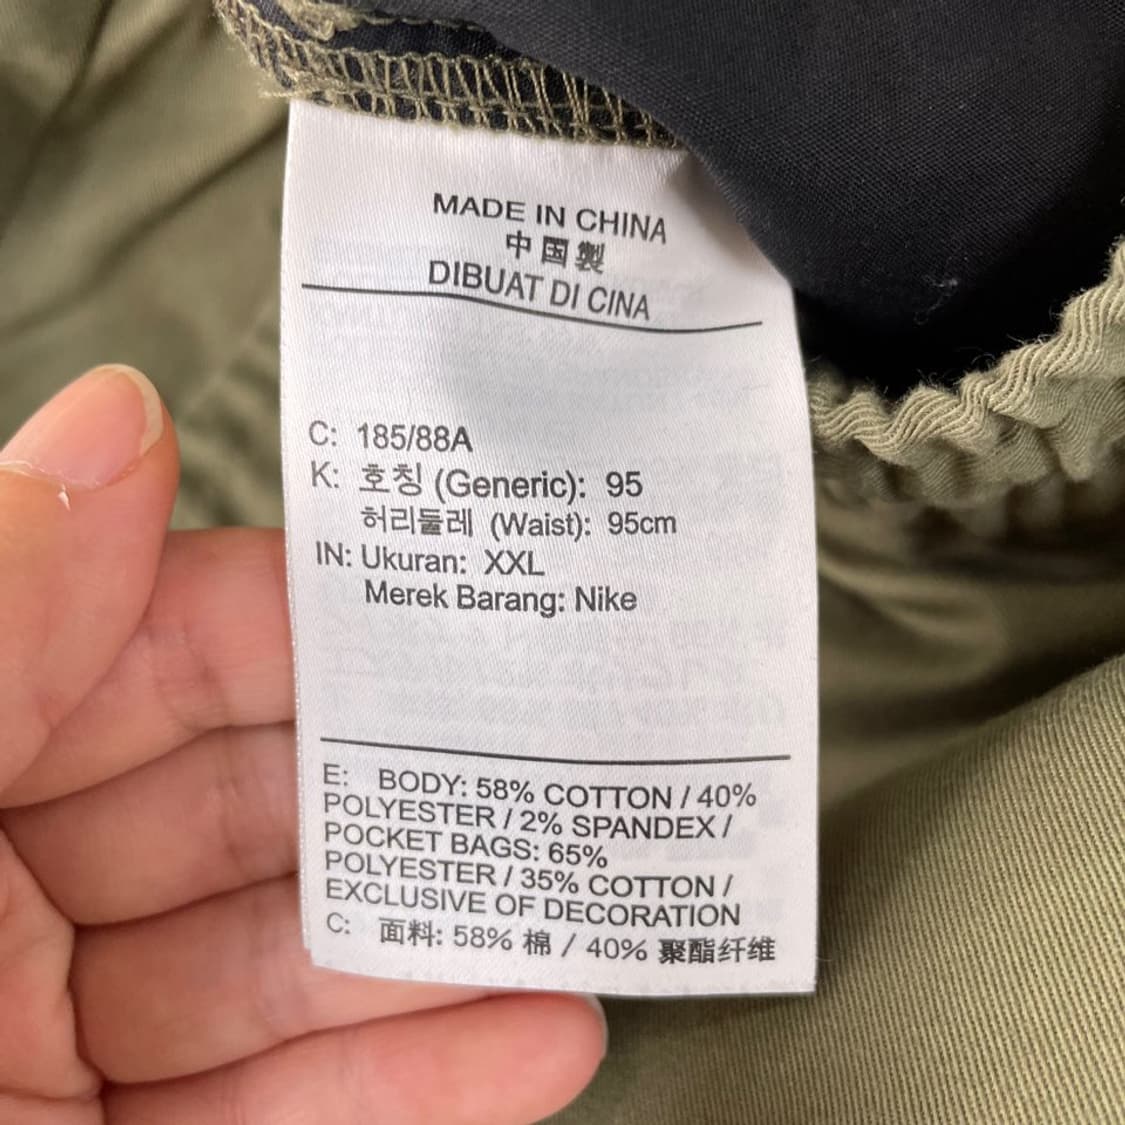 MADE IN CHINA
中国製
DIBUAT DI CINA
C: 185/88A
K: 호칭 (Generic): 95
허리둘레 (Waist): 95cm
IN: Ukuran: XXL
Merek Barang: Nike
E: BODY: 58% COTTON / 40%
POLYESTER / 2% SPANDEX /
POCKET BAGS: 65%
POLYESTER / 35% COTTON /
EXCLUSIVE OF DECORATION
C: 面料: 58% 棉 / 40% 聚酯纤维